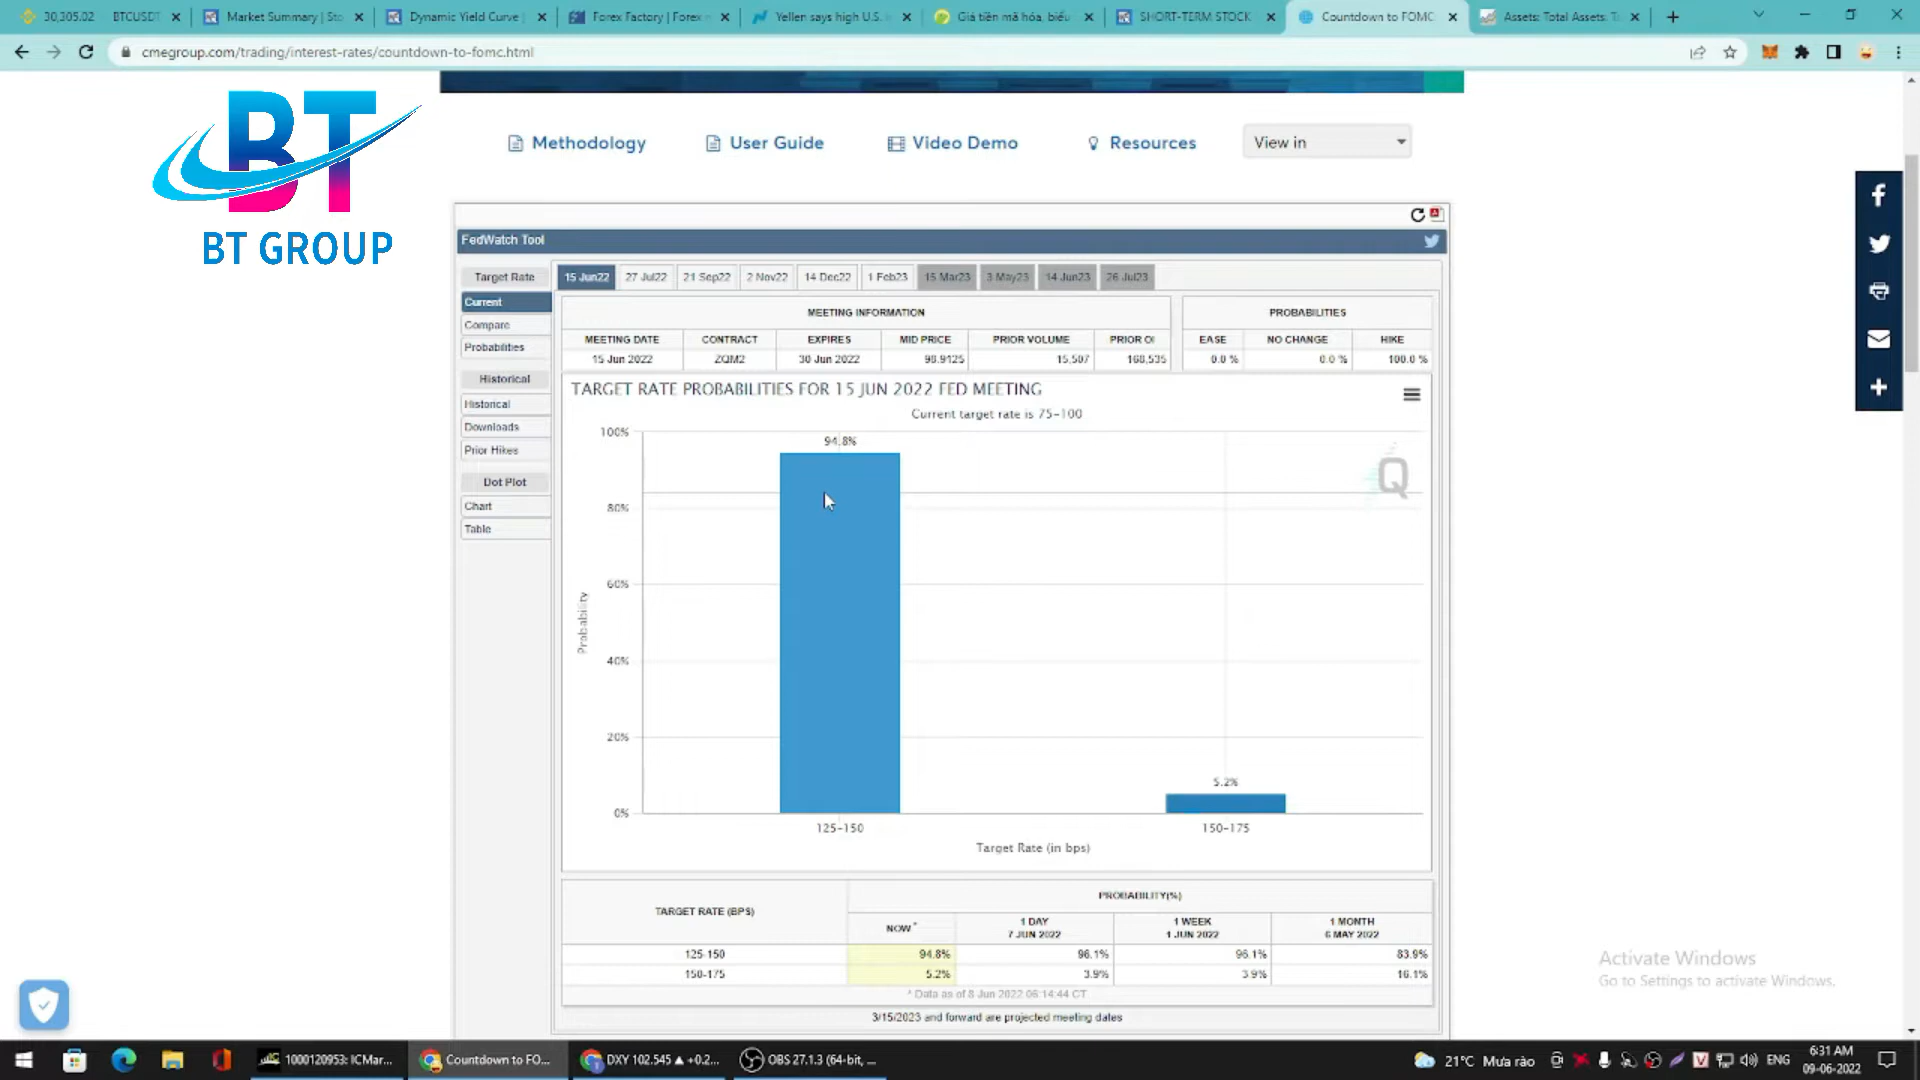 30,305.02 BTCUSDT
Market Summary | Sto
Dynamic Yield Curve
Forex Factory | Forex
Yellen says high U.S. i
Giá tiền mã hóa, biểu
SHORT-TERM STOCK
Countdown to FOMC
Assets: Total Assets: T
cmegroup.com/trading/interest-rates/countdown-to-fomc.html
BT
BT GROUP
Methodology
User Guide
Video Demo
Resources
View in
FedWatch Tool
Target Rate
Current
Compare
Probabilities
Historical
Historical
Downloads
Prior Hikes
Dot Plot
Chart
Table
15 Jun22 27 Jul22 21 Sep22 2 Nov22 14 Dec22 1 Feb23 15 Mar23 3 May23 14 Jun23 26 Jul23
MEETING INFORMATION
MEETING DATE CONTRACT EXPIRES MID PRICE PRIOR VOLUME PRIOR OI
15 Jun 2022 ZQM2 30 Jun 2022 98.9125 15,507 168,535
PROBABILITIES
EASE NO CHANGE HIKE
0.0 % 0.0 % 100.0 %
TARGET RATE PROBABILITIES FOR 15 JUN 2022 FED MEETING
Current target rate is 75-100
Q
Probability
100%
80%
60%
40%
20%
0%
94.8%
5.2%
125-150
150-175
Target Rate (in bps)
TARGET RATE (BPS)
PROBABILITY(%)
NOW *
1 DAY
7 JUN 2022
1 WEEK
1 JUN 2022
1 MONTH
6 MAY 2022
125-150 94.8% 96.1% 96.1% 83.9%
150-175 5.2% 3.9% 3.9% 16.1%
* Data as of 8 Jun 2022 06:14:44 CT
3/15/2023 and forward are projected meeting dates
Activate Windows
Go to Settings to activate Windows.
1000120953: ICMar...
Countdown to FO...
DXY 102.545 ▲ +0.2...
OBS 27.1.3 (64-bit, ...
21°C Mưa rào
V
ENG
6:31 AM
09-06-2022